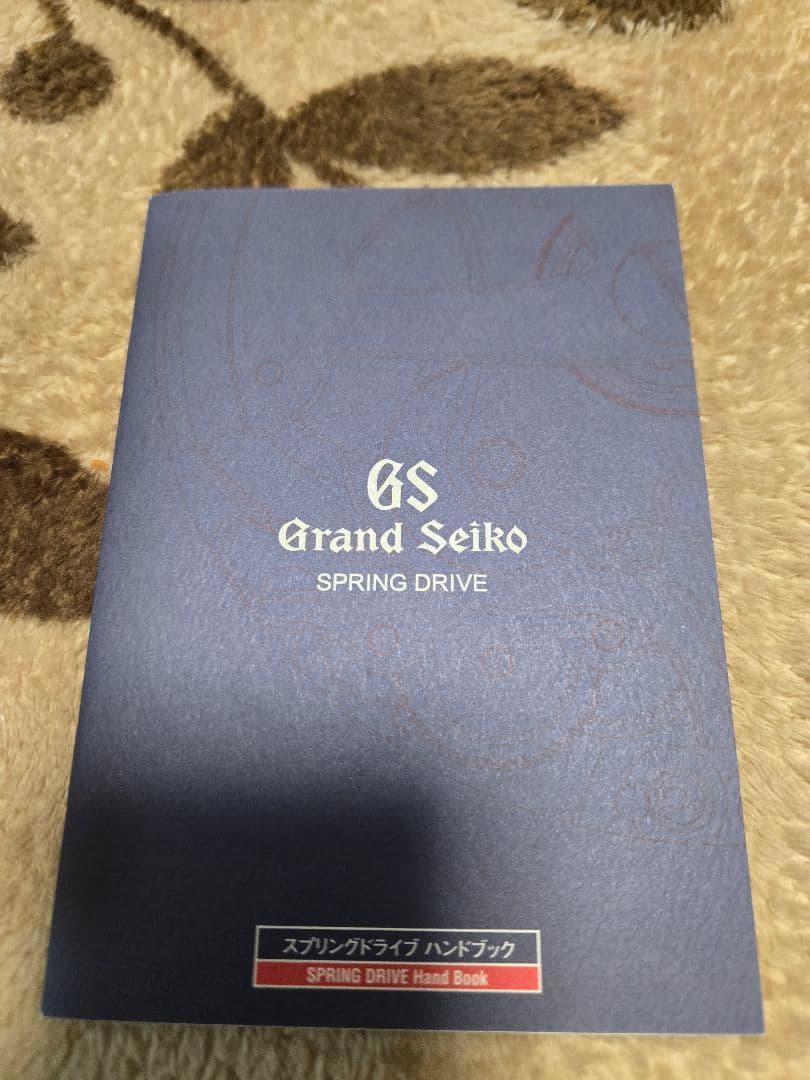 GS
Grand Seiko
SPRING DRIVE
スプリングドライブ ハンドブック
SPRING DRIVE Hand Book